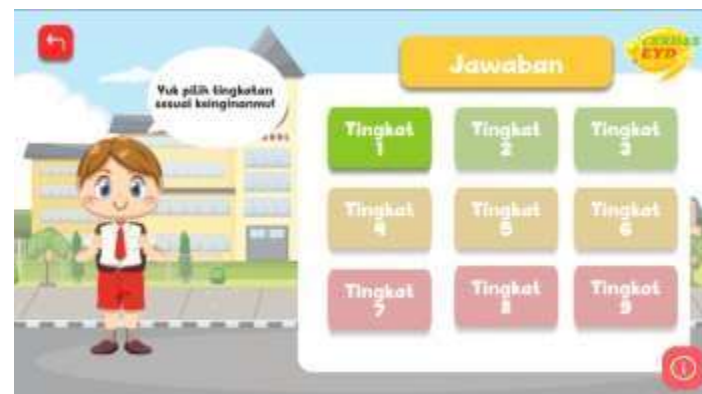 Yuk pilih tingkatan
sesuai keinginanmu!
Jawaban
CERDAS
EYD
Tingkat
1
Tingkat
2
Tingkat
3
Tingkat
4
Tingkat
5
Tingkat
6
Tingkat
7
Tingkat
8
Tingkat
9